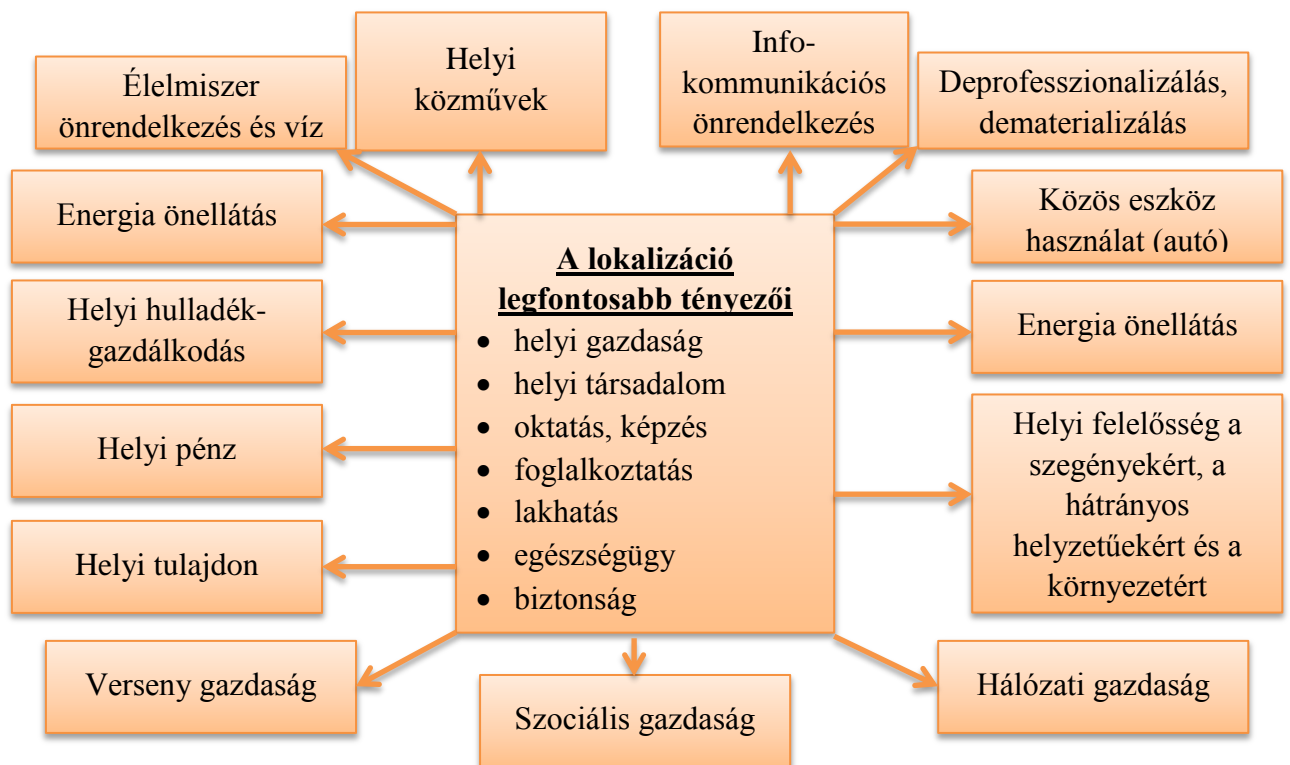 Élelmiszer
önrendelkezés és víz
Helyi
közművek
Info-
kommunikációs
önrendelkezés
Deprofesszionalizálás,
dematerializálás
Energia önellátás
Közös eszköz
használat (autó)
A lokalizáció
legfontosabb tényezői
• helyi gazdaság
• helyi társadalom
• oktatás, képzés
• foglalkoztatás
• lakhatás
• egészségügy
• biztonság
Helyi hulladék-
gazdálkodás
Energia önellátás
Helyi pénz
Helyi felelősség a
szegényekért, a
hátrányos
helyzetűekért és a
környezetért
Helyi tulajdon
Verseny gazdaság
Szociális gazdaság
Hálózati gazdaság